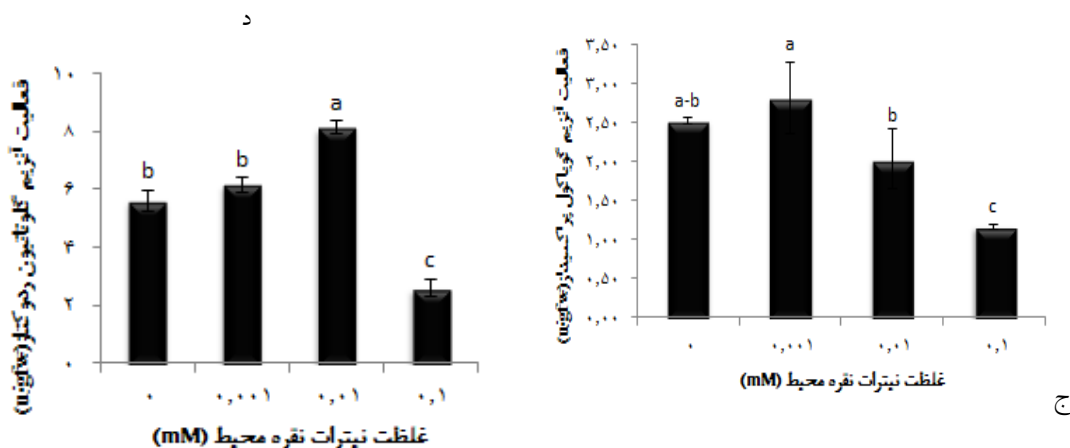 د
فعالیت آنزیم گلوتاتیون ردوکتاز(u/gfw)
۱۰
۸
۶
۴
۲
۰
b
b
a
c
۰ ۰,۰۰۱ ۰,۰۱ ۰,۱
غلظت نیترات نقره محیط (mM)
فعالیت آنزیم گویاکول پراکسیداز(u/gfw)
۳,۵۰
۳,۰۰
۲,۵۰
۲,۰۰
۱,۵۰
۱,۰۰
۰,۵۰
۰,۰۰
a-b
a
b
c
۰ ۰,۰۰۱ ۰,۰۱ ۰,۱
غلظت نیترات نقره محیط (mM)
ج